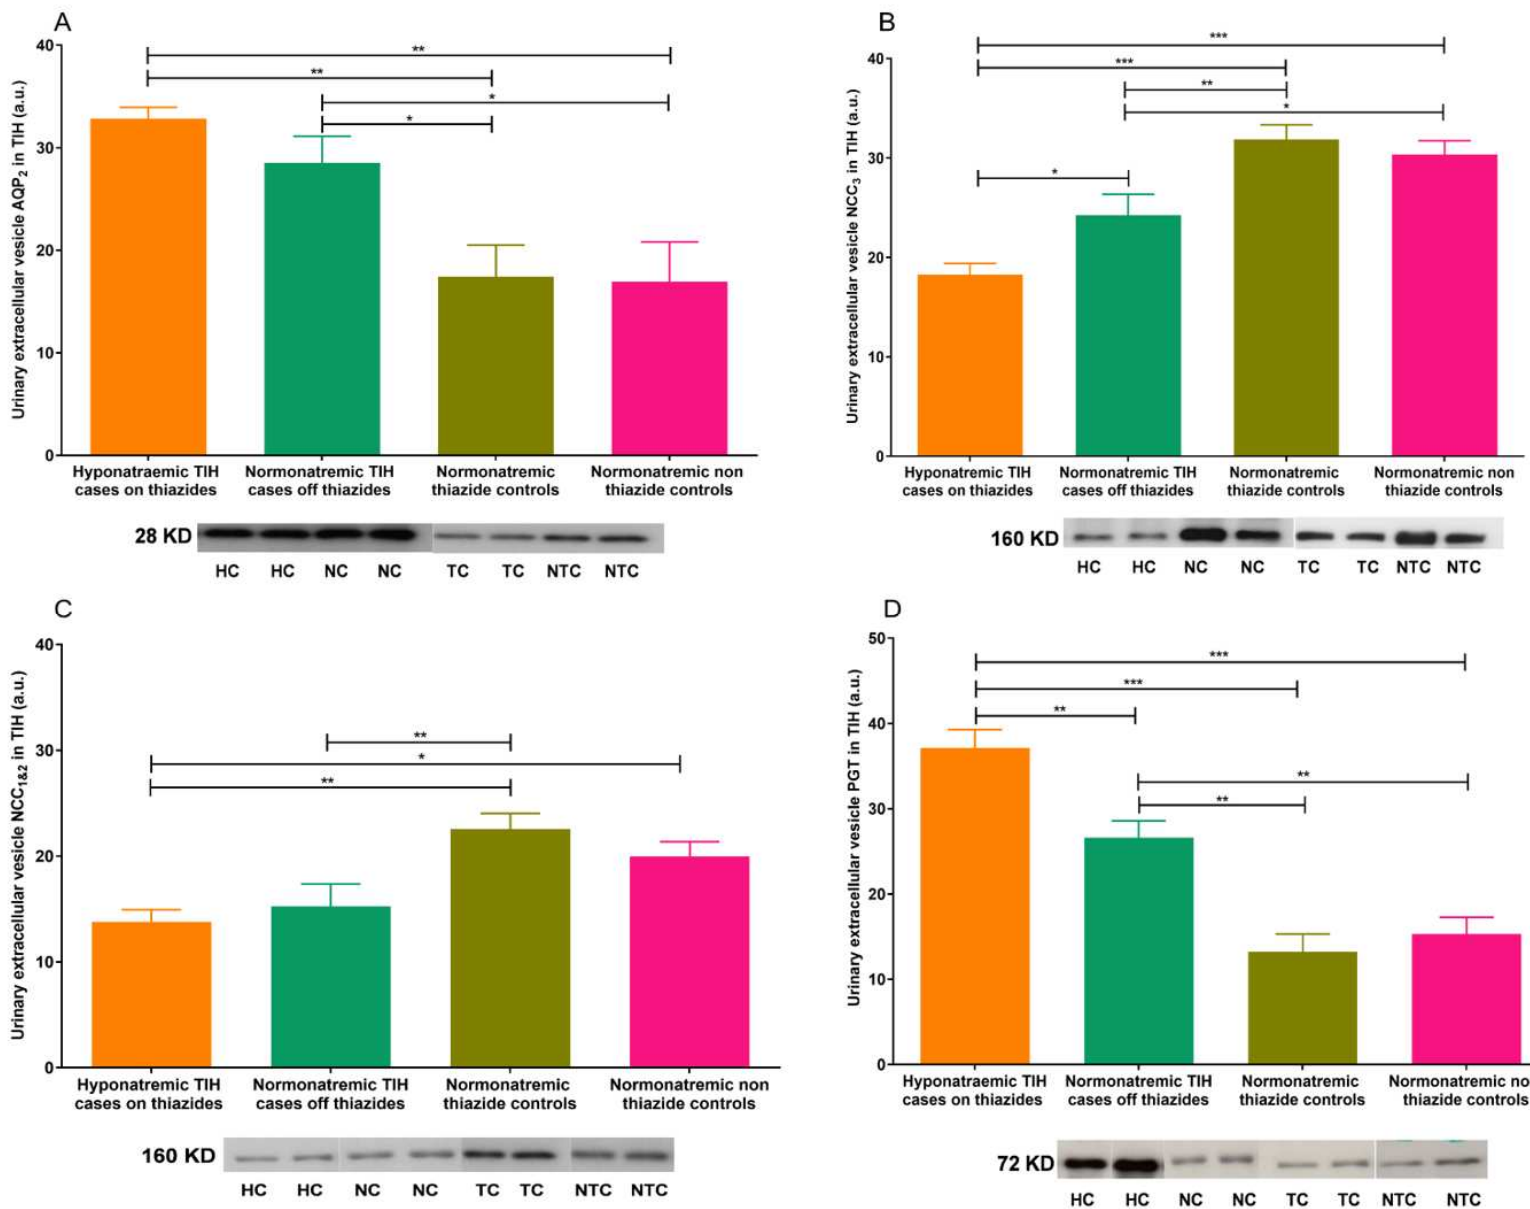 A
Urinary extracellular vesicle AQP2 in TIH (a.u.)
40
30
20
10
0
**
**
*
*
Hyponatraemic TIH
cases on thiazides
Normonatremic TIH
cases off thiazides
Normonatremic
thiazide controls
Normonatremic non
thiazide controls
28 KD
HC HC NC NC TC TC NTC NTC
B
Urinary extracellular vesicle NCC3 in TIH (a.u.)
40
30
20
10
0
***
***
**
*
*
Hyponatraemic TIH
cases on thiazides
Normonatremic TIH
cases off thiazides
Normonatremic
thiazide controls
Normonatremic non
thiazide controls
160 KD
HC HC NC NC TC TC NTC NTC
C
Urinary extracellular vesicle NCC1&2 in TIH (a.u.)
40
30
20
10
0
**
*
**
Hyponatremic TIH
cases on thiazides
Normonatremic TIH
cases off thiazides
Normonatremic
thiazide controls
Normonatremic non
thiazide controls
160 KD
HC HC NC NC TC TC NTC NTC
D
Urinary extracellular vesicle PGT in TIH (a.u.)
50
40
30
20
10
0
***
***
**
**
**
Hyponatraemic TIH
cases on thiazides
Normonatremic TIH
cases off thiazides
Normonatremic
thiazide controls
Normonatremic no
thiazide controls
72 KD
HC HC NC NC TC TC NTC NTC